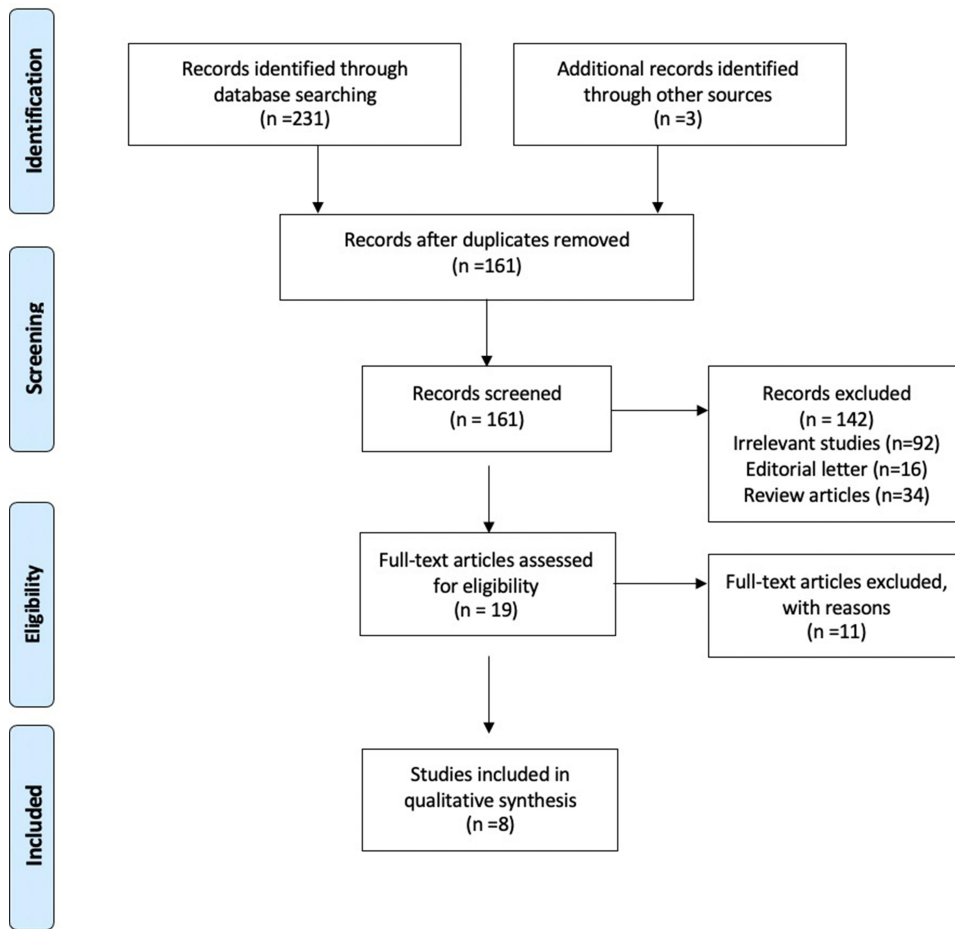 Identification
Records identified through
database searching
(n =231)
Additional records identified
through other sources
(n =3)
Records after duplicates removed
(n =161)
Screening
Records screened
(n = 161)
Records excluded
(n = 142)
Irrelevant studies (n=92)
Editorial letter (n=16)
Review articles (n=34)
Eligibility
Full-text articles assessed
for eligibility
(n = 19)
Full-text articles excluded,
with reasons
(n =11)
Included
Studies included in
qualitative synthesis
(n =8)